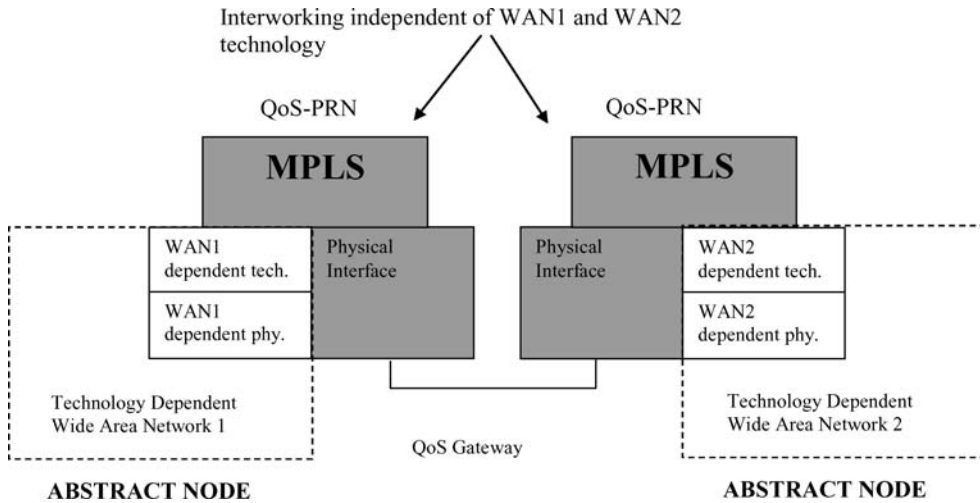 Interworking independent of WAN1 and WAN2
technology
QoS-PRN
QoS-PRN
MPLS
MPLS
WAN1
dependent tech.
Physical
Interface
Physical
Interface
WAN2
dependent tech.
WAN1
dependent phy.
WAN2
dependent phy.
Technology Dependent
Wide Area Network 1
Technology Dependent
Wide Area Network 2
QoS Gateway
ABSTRACT NODE
ABSTRACT NODE